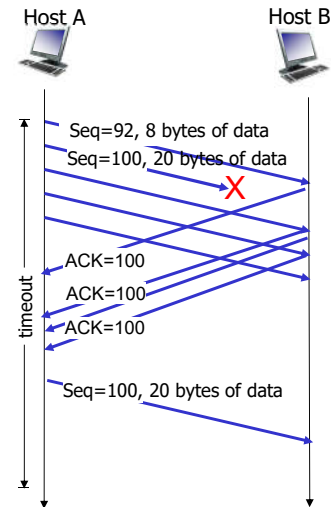 Host A
Host B
Seq=92, 8 bytes of data
Seq=100, 20 bytes of data
X
ACK=100
ACK=100
ACK=100
timeout
Seq=100, 20 bytes of data